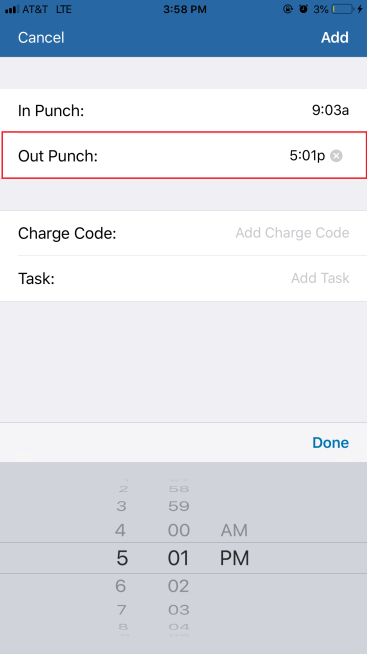 AT&T LTE 3:58 PM 3%
Cancel Add
In Punch: 9:03a
Out Punch: 5:01p
Charge Code: Add Charge Code
Task: Add Task
Done
2 58
3 59
4 00 AM
5 01 PM
6 02
7 03
8 04